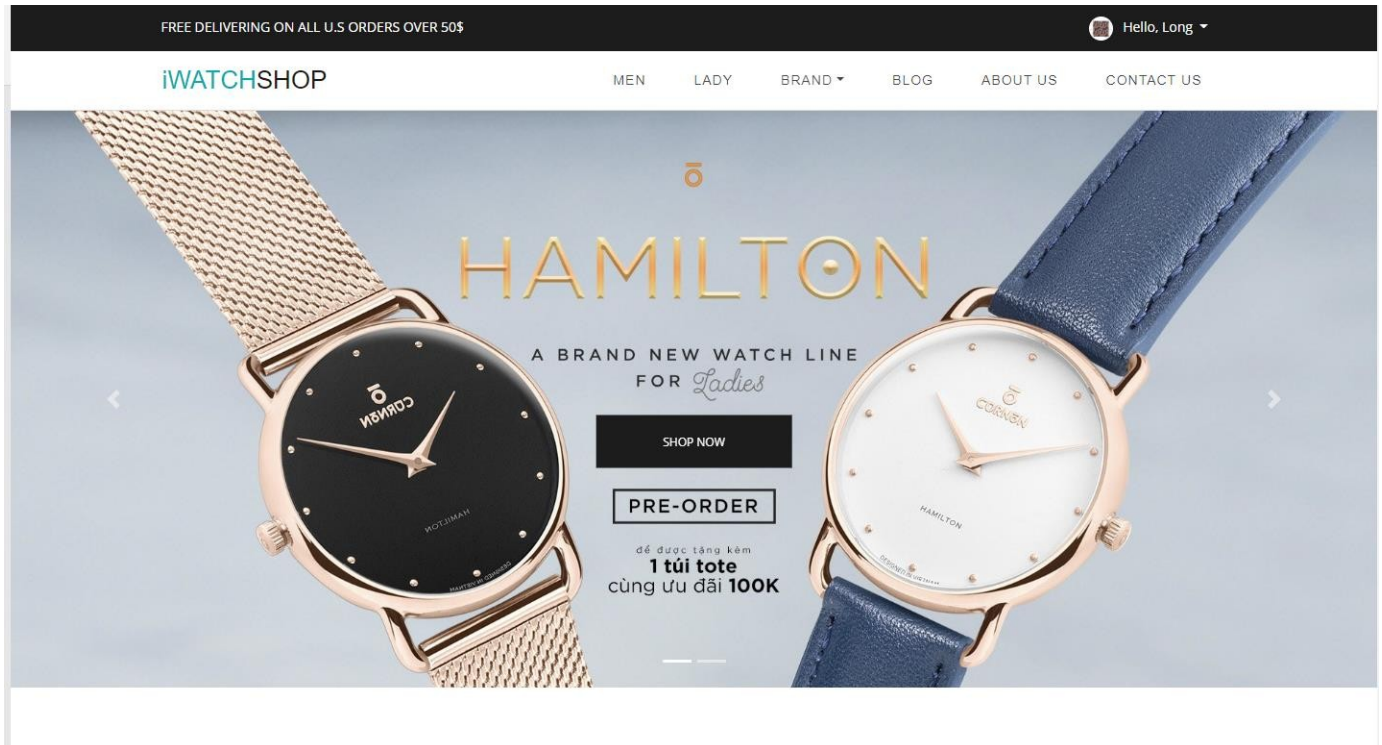 FREE DELIVERING ON ALL U.S ORDERS OVER 50$
Hello, Long
iWATCHSHOP
MEN LADY BRAND BLOG ABOUT US CONTACT US
ō
HAMILTON
A BRAND NEW WATCH LINE
FOR Ladies
SHOP NOW
PRE-ORDER
để được tặng kèm
1 túi tote
cùng ưu đãi 100K
CURNŌN
HAMILTON
CURNŌN
HAMILTON